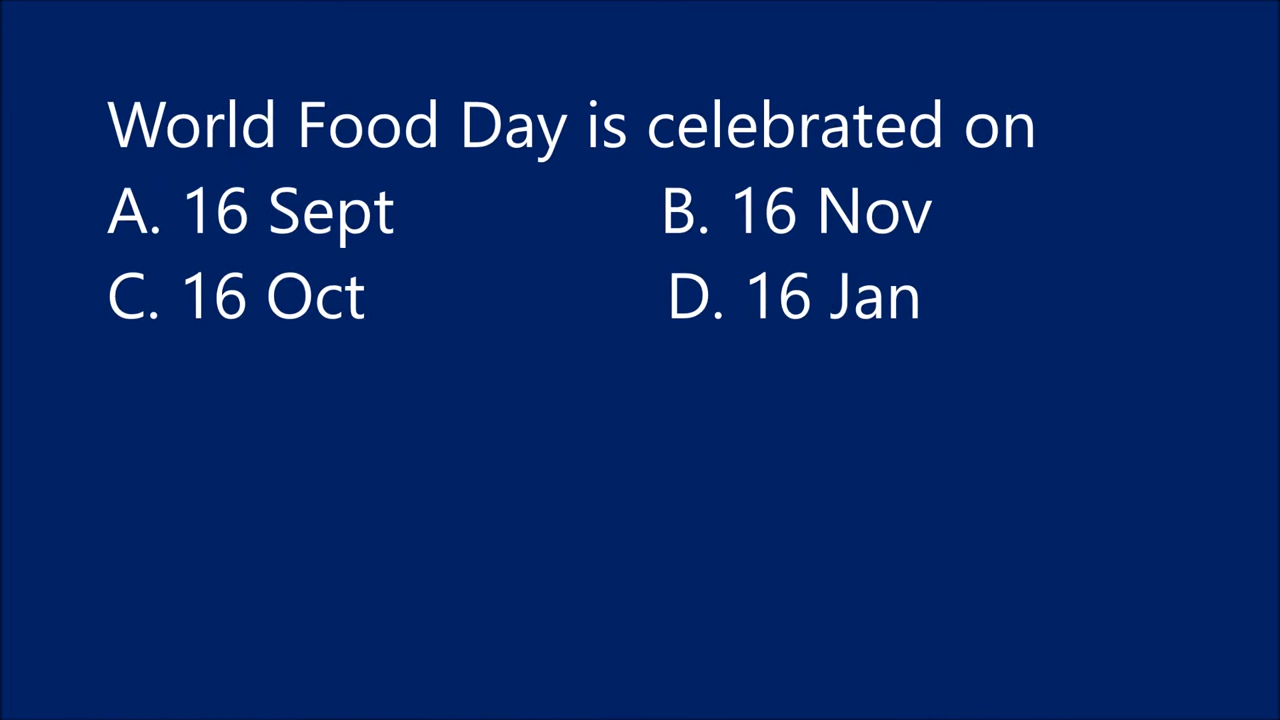 World Food Day is celebrated on
A. 16 Sept B. 16 Nov
C. 16 Oct D. 16 Jan